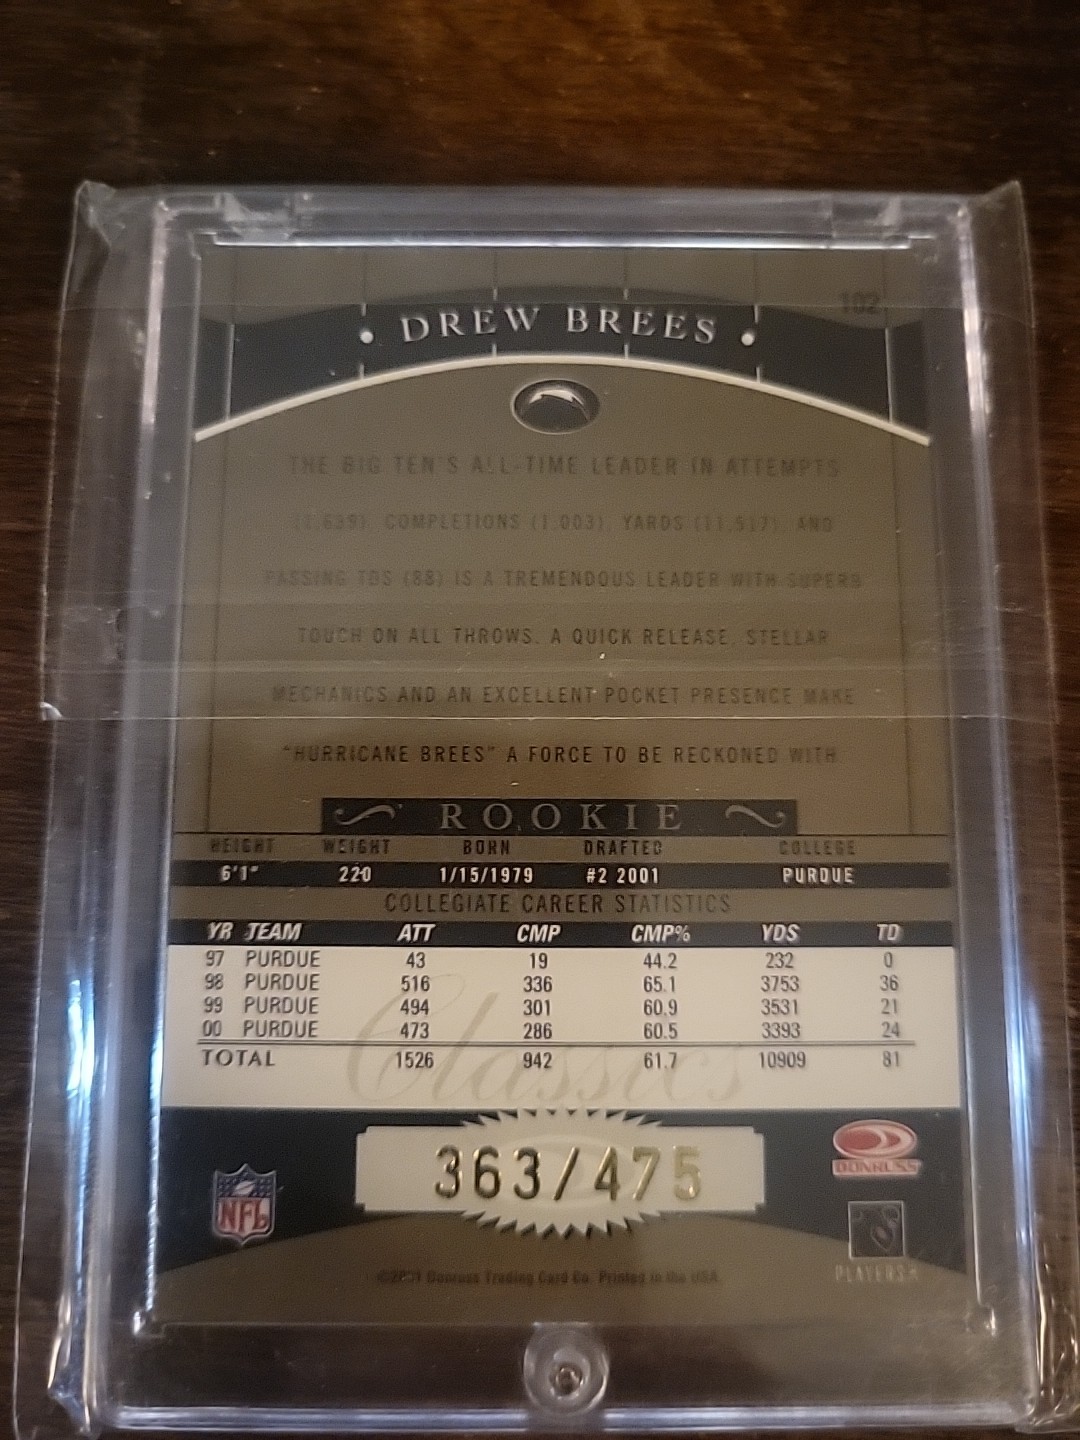 102
• DREW BREES •
THE BIG TEN'S ALL-TIME LEADER IN ATTEMPTS
(1,639), COMPLETIONS (1,003), YARDS (11,517), AND
PASSING TDS (88) IS A TREMENDOUS LEADER WITH SUPERB
TOUCH ON ALL THROWS. A QUICK RELEASE, STELLAR
MECHANICS AND AN EXCELLENT POCKET PRESENCE MAKE
"HURRICANE BREES" A FORCE TO BE RECKONED WITH
ROOKIE
HEIGHT WEIGHT BORN DRAFTED COLLEGE
6'1" 220 1/15/1979 #2 2001 PURDUE
COLLEGIATE CAREER STATISTICS
YR TEAM ATT CMP CMP% YDS TD
97 PURDUE 43 19 44.2 232 0
98 PURDUE 516 336 65.1 3753 36
99 PURDUE 494 301 60.9 3531 21
00 PURDUE 473 286 60.5 3393 24
TOTAL 1526 942 61.7 10909 81
Classics
363/475
DONRUSS
NFL
PLAYERS
©2001 Donruss Trading Card Co. Printed in the USA